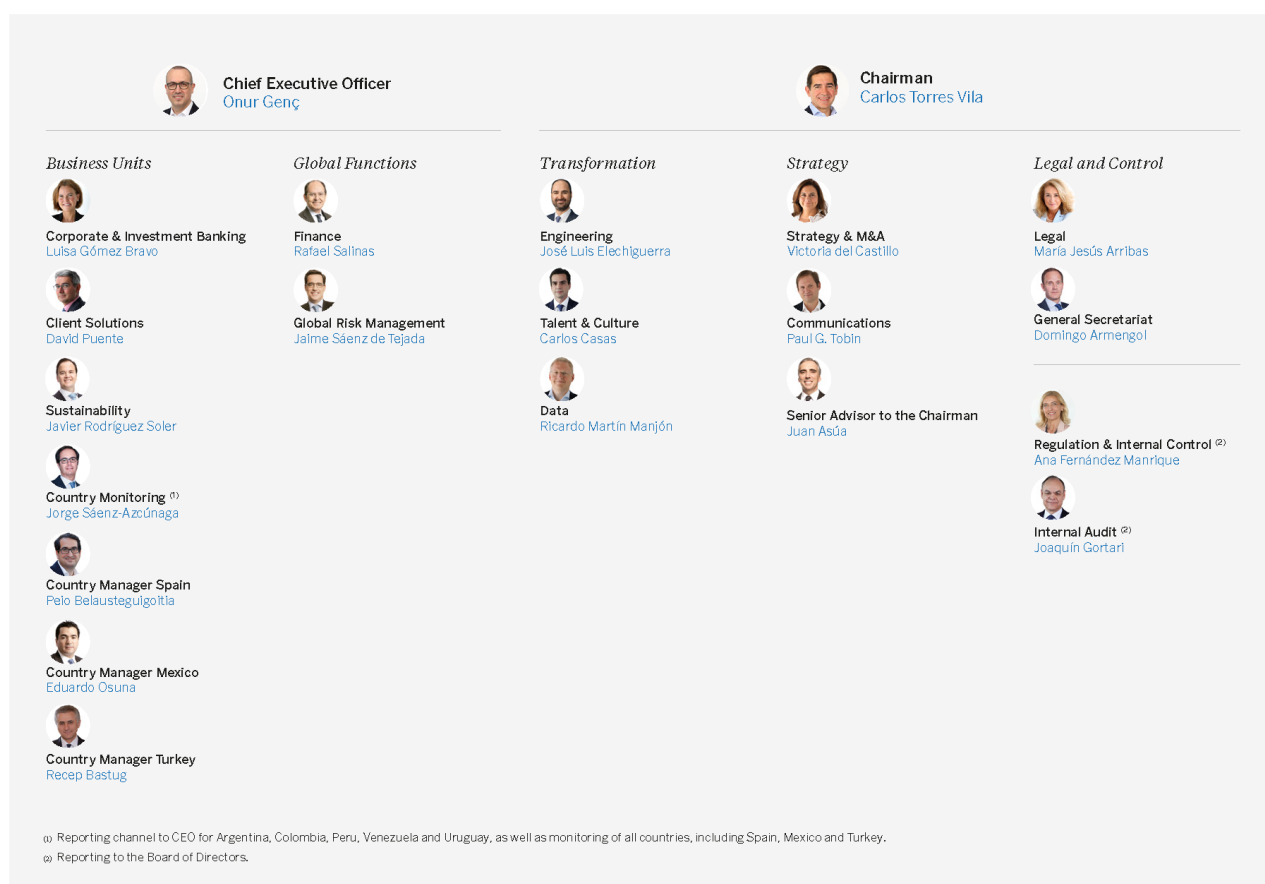 Chief Executive Officer
Onur Genç
Chairman
Carlos Torres Vila
Business Units
Corporate & Investment Banking
Luisa Gómez Bravo
Client Solutions
David Puente
Sustainability
Javier Rodríguez Soler
Country Monitoring (1)
Jorge Sáenz-Azcúnaga
Country Manager Spain
Peio Belausteguigoitia
Country Manager Mexico
Eduardo Osuna
Country Manager Turkey
Recep Bastug
Global Functions
Finance
Rafael Salinas
Global Risk Management
Jaime Sáenz de Tejada
Transformation
Engineering
José Luis Elechiguerra
Talent & Culture
Carlos Casas
Data
Ricardo Martín Manjón
Strategy
Strategy & M&A
Victoria del Castillo
Communications
Paul G. Tobin
Senior Advisor to the Chairman
Juan Asúa
Legal and Control
Legal
María Jesús Arribas
General Secretariat
Domingo Armengol
Regulation & Internal Control (2)
Ana Fernández Manrique
Internal Audit (2)
Joaquín Gortari
(1) Reporting channel to CEO for Argentina, Colombia, Peru, Venezuela and Uruguay, as well as monitoring of all countries, including Spain, Mexico and Turkey.
(2) Reporting to the Board of Directors.